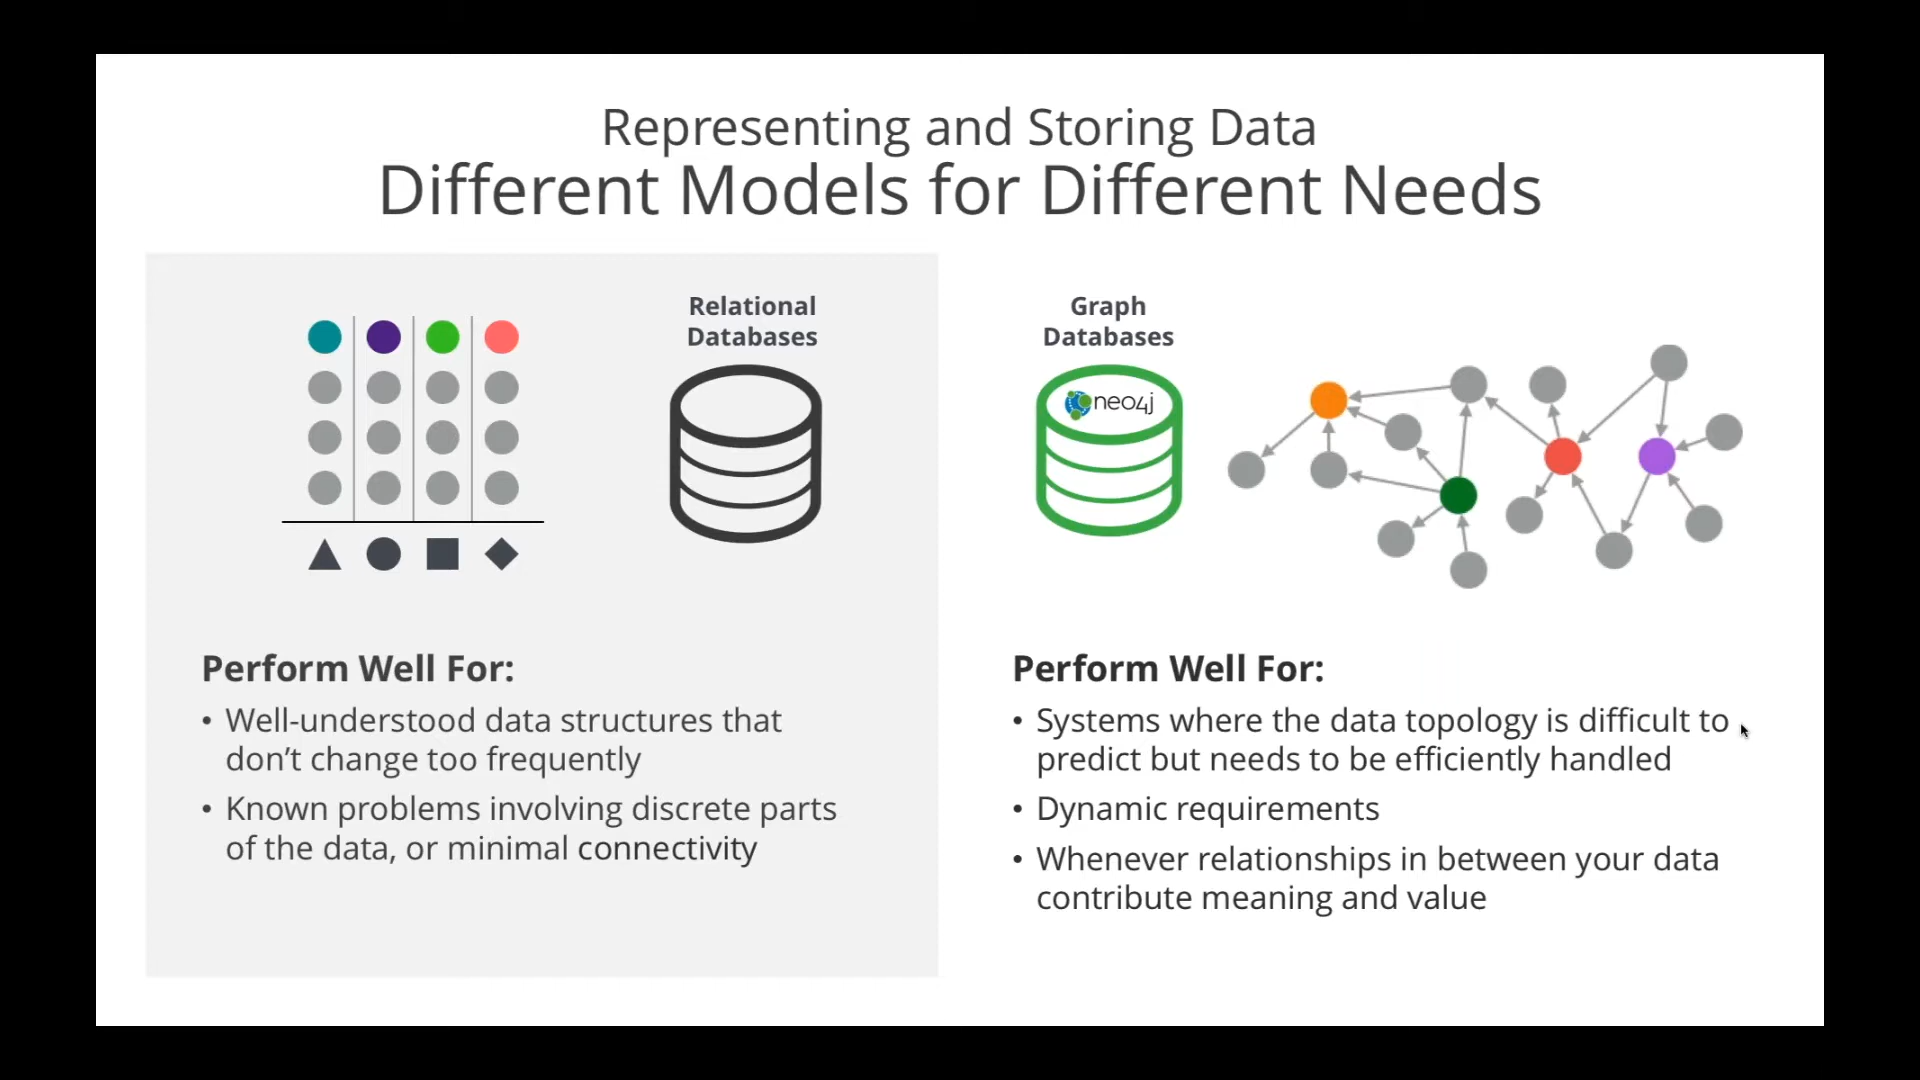 Representing and Storing Data
Different Models for Different Needs
Relational
Databases
Perform Well For:
• Well-understood data structures that
don’t change too frequently
• Known problems involving discrete parts
of the data, or minimal connectivity
Graph
Databases
neo4j
Perform Well For:
• Systems where the data topology is difficult to
predict but needs to be efficiently handled
• Dynamic requirements
• Whenever relationships in between your data
contribute meaning and value